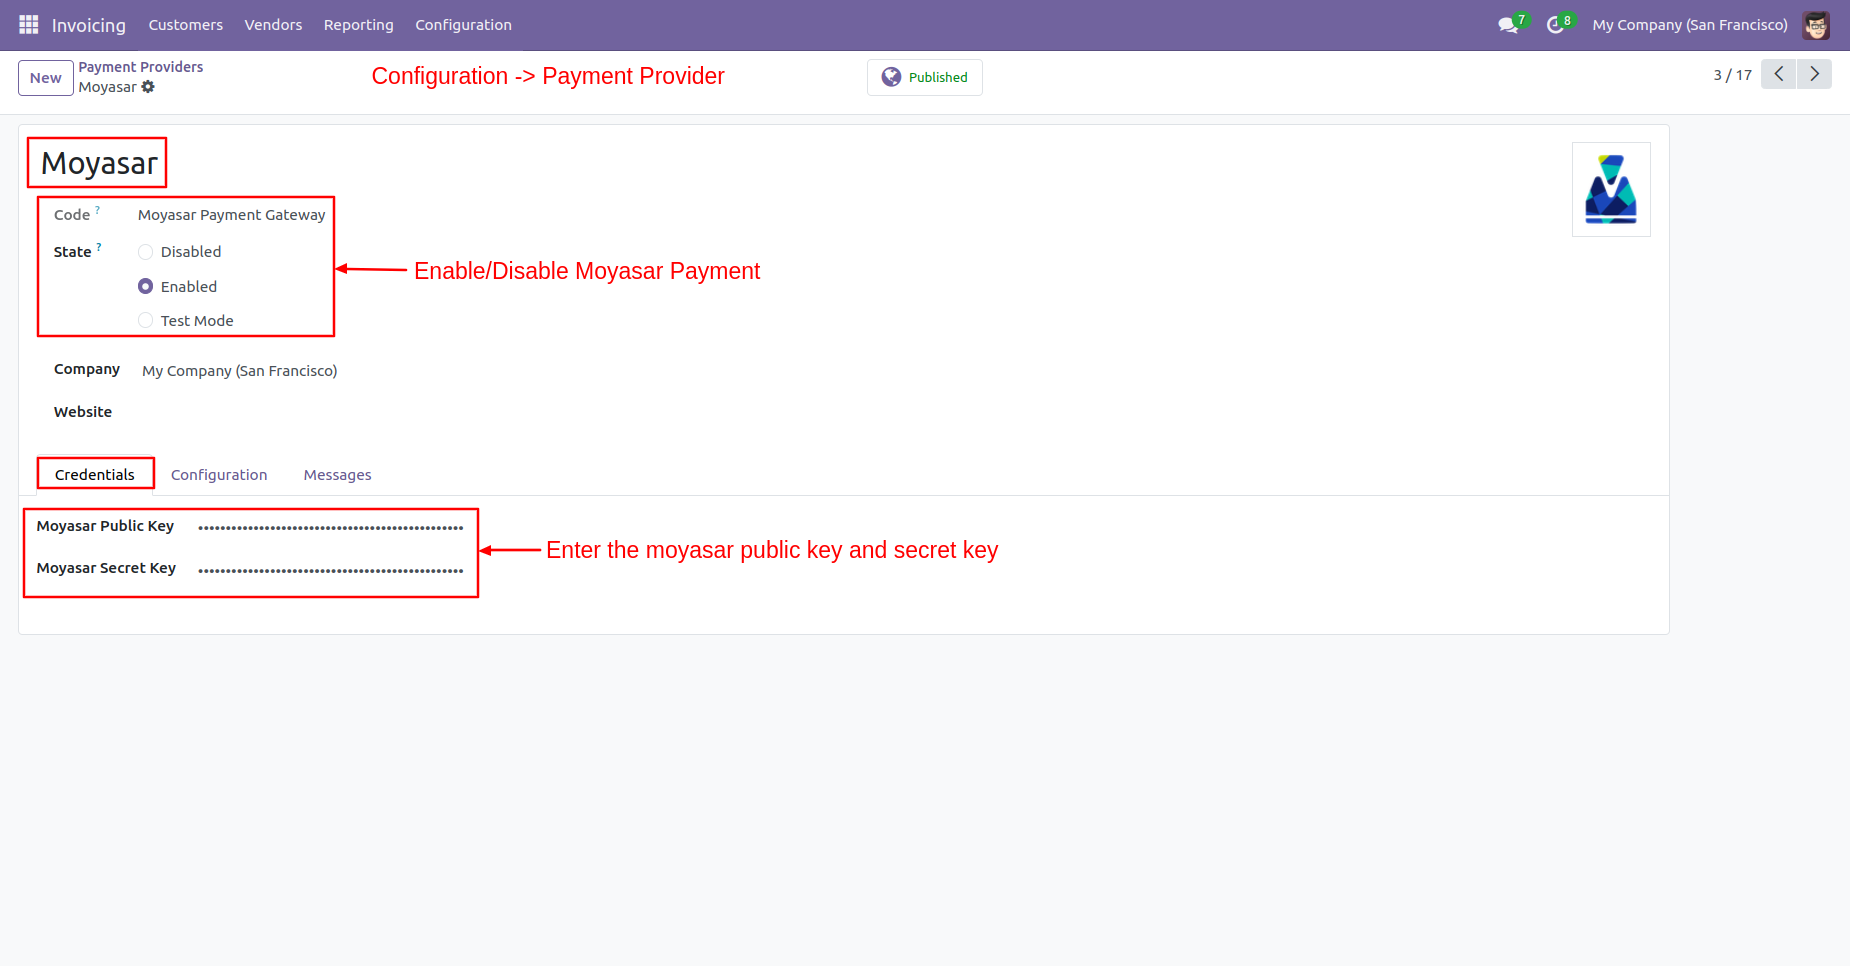 Invoicing Customers Vendors Reporting Configuration 7 8 My Company (San Francisco)
New Payment Providers Configuration -> Payment Provider Published 3 / 17
Moyasar
Moyasar
Code ? Moyasar Payment Gateway
State ? Disabled
Enabled
Enable/Disable Moyasar Payment
Test Mode
Company My Company (San Francisco)
Website
Credentials Configuration Messages
Moyasar Public Key ••••••••••••••••••••••••••••••••••••••••••••••••
Enter the moyasar public key and secret key
Moyasar Secret Key ••••••••••••••••••••••••••••••••••••••••••••••••